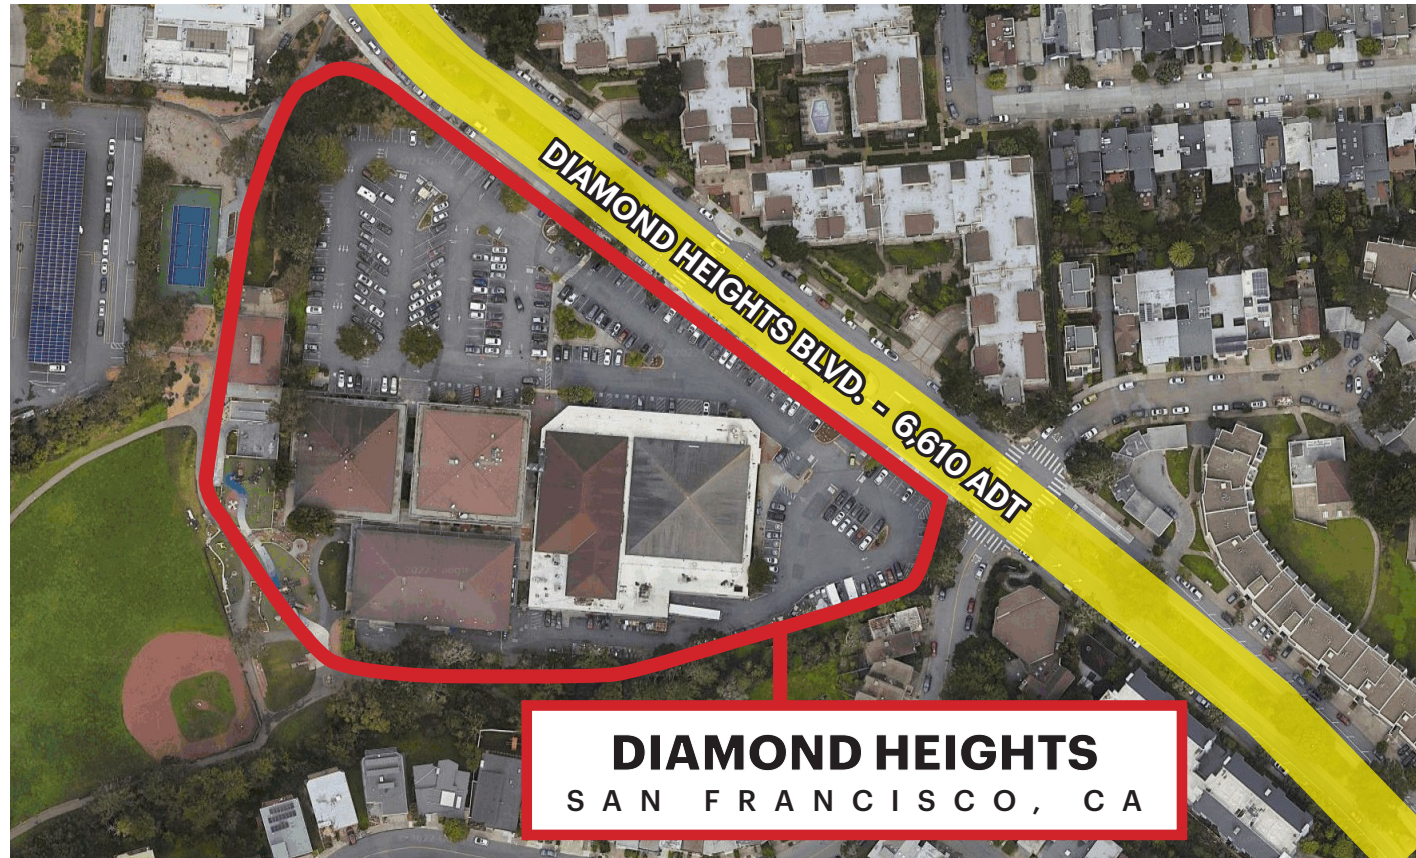 DIAMOND HEIGHTS BLVD. - 6,610 ADT
DIAMOND HEIGHTS
SAN FRANCISCO, CA